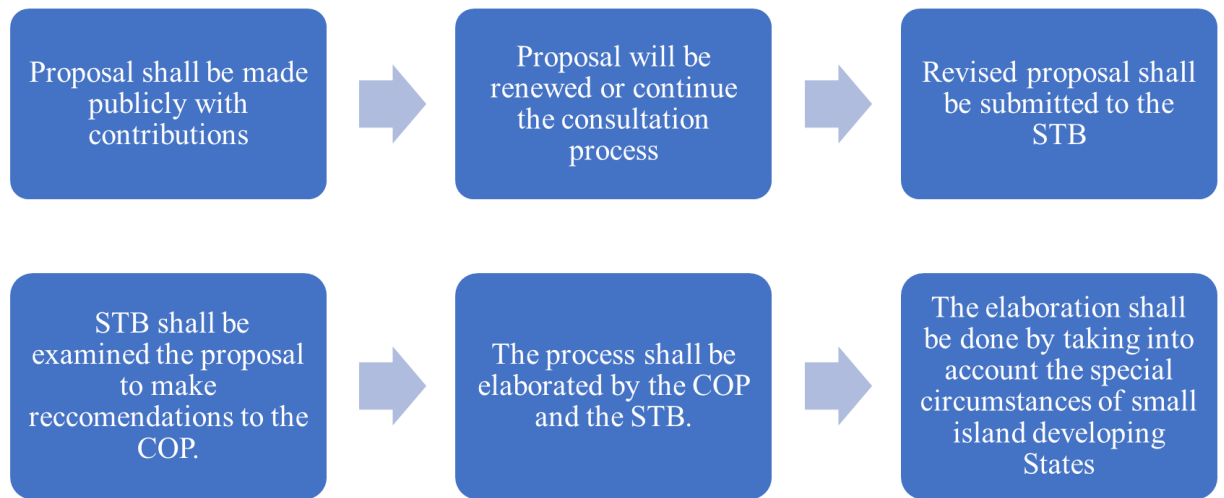 Proposal shall be made
publicly with
contributions
Proposal will be
renewed or continue
the consultation
process
Revised proposal shall
be submitted to the
STB
STB shall be
examined the proposal
to make
reccomendations to the
COP.
The process shall be
elaborated by the COP
and the STB.
The elaboration shall
be done by taking into
account the special
circumstances of small
island developing
States